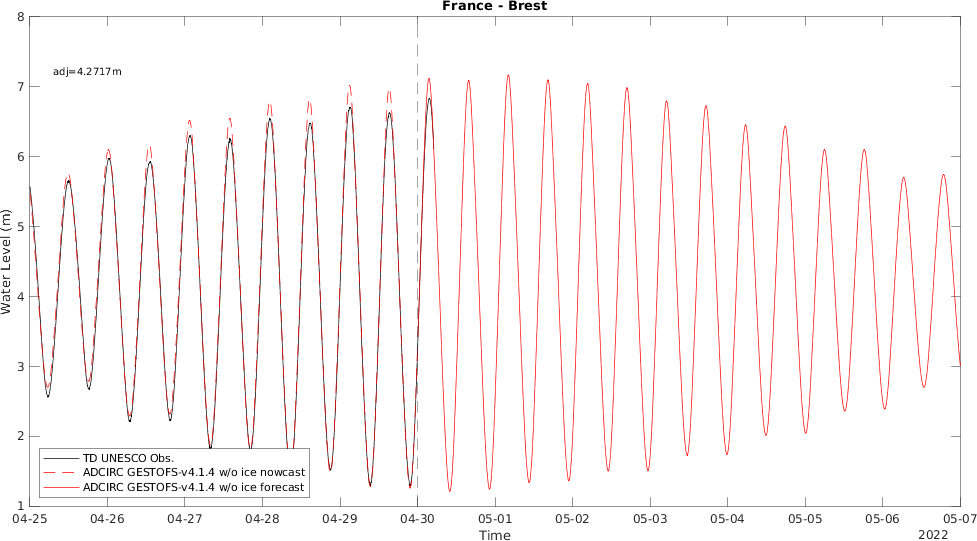 France - Brest
8
7
6
5
4
3
2
1
Water Level (m)
adj=4.2717m
TD UNESCO Obs.
ADCIRC GESTOFS-v4.1.4 w/o ice nowcast
ADCIRC GESTOFS-v4.1.4 w/o ice forecast
04-25 04-26 04-27 04-28 04-29 04-30 05-01 05-02 05-03 05-04 05-05 05-06 05-07
Time
2022